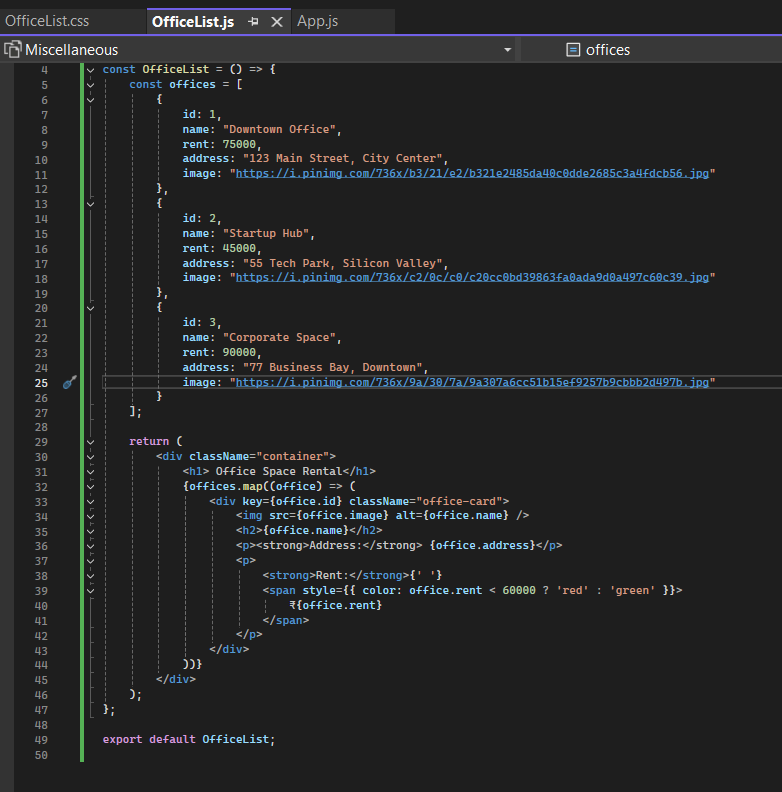 OfficeList.css OfficeList.js App.js
Miscellaneous offices
4 const OfficeList = () => {
5 const offices = [
6 {
7 id: 1,
8 name: "Downtown Office",
9 rent: 75000,
10 address: "123 Main Street, City Center",
11 image: "https://i.pinimg.com/736x/b3/21/e2/b321e2485da40c0dde2685c3a4fdcb56.jpg"
12 },
13 {
14 id: 2,
15 name: "Startup Hub",
16 rent: 45000,
17 address: "55 Tech Park, Silicon Valley",
18 image: "https://i.pinimg.com/736x/c2/0c/c0/c20cc0bd39863fa0ada9d0a497c60c39.jpg"
19 },
20 {
21 id: 3,
22 name: "Corporate Space",
23 rent: 90000,
24 address: "77 Business Bay, Downtown",
25 image: "https://i.pinimg.com/736x/9a/30/7a/9a307a6cc51b15ef9257b9cbbb2d497b.jpg"
26 }
27 ];
28
29 return (
30 <div className="container">
31 <h1> Office Space Rental</h1>
32 {offices.map((office) => (
33 <div key={office.id} className="office-card">
34 <img src={office.image} alt={office.name} />
35 <h2>{office.name}</h2>
36 <p><strong>Address:</strong> {office.address}</p>
37 <p>
38 <strong>Rent:</strong>{' '}
39 <span style={{ color: office.rent < 60000 ? 'red' : 'green' }}>
40 ₹{office.rent}
41 </span>
42 </p>
43 </div>
44 ))}
45 </div>
46 );
47 };
48
49 export default OfficeList;
50